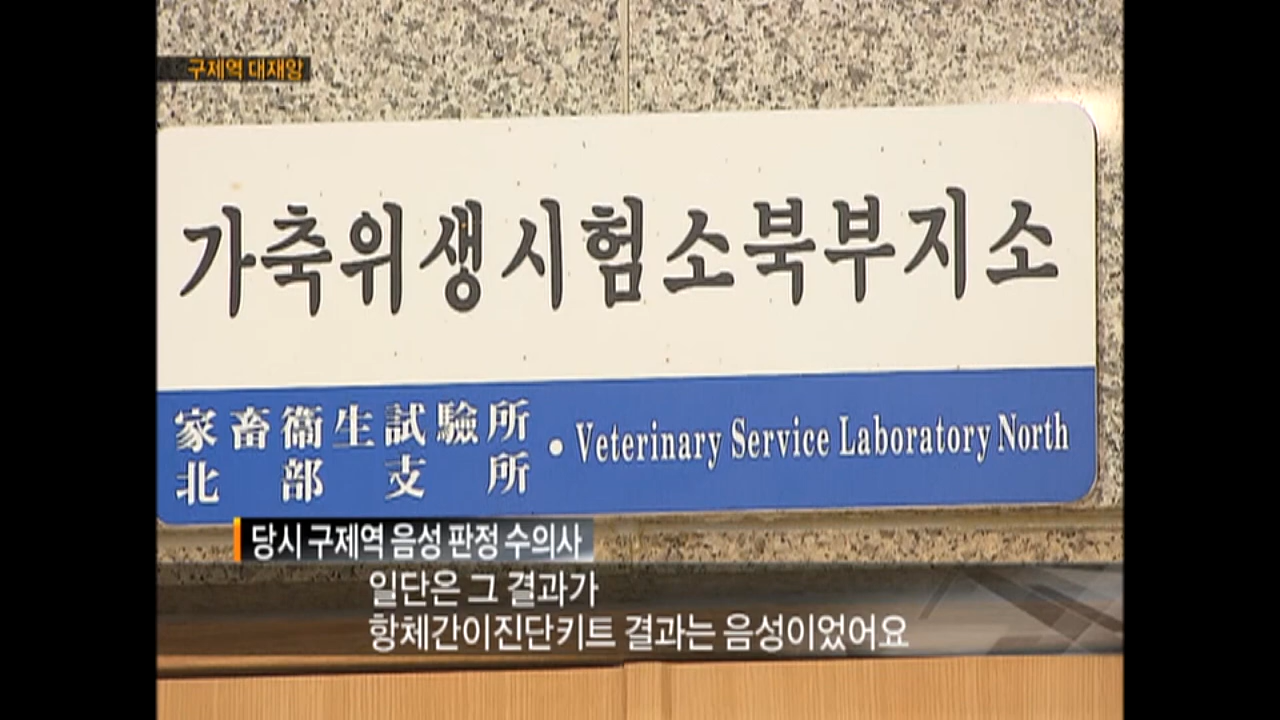 구제역 대재앙
가축위생시험소북부지소
家畜衞生試驗所
北部支所
• Veterinary Service Laboratory North
당시 구제역 음성 판정 수의사
일단은 그 결과가
항체간이진단키트 결과는 음성이었어요